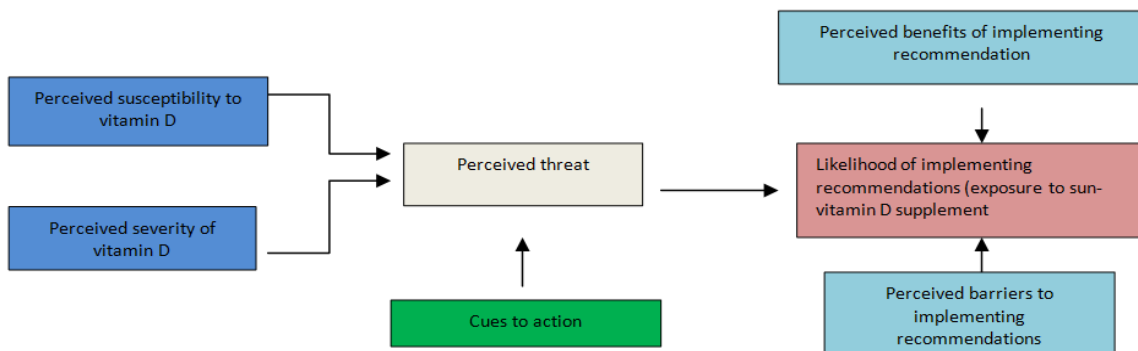 Perceived benefits of implementing
recommendation
Perceived susceptibility to
vitamin D
Perceived threat
Likelihood of implementing
recommendations (exposure to sun-
vitamin D supplement
Perceived severity of
vitamin D
Cues to action
Perceived barriers to
implementing
recommendations